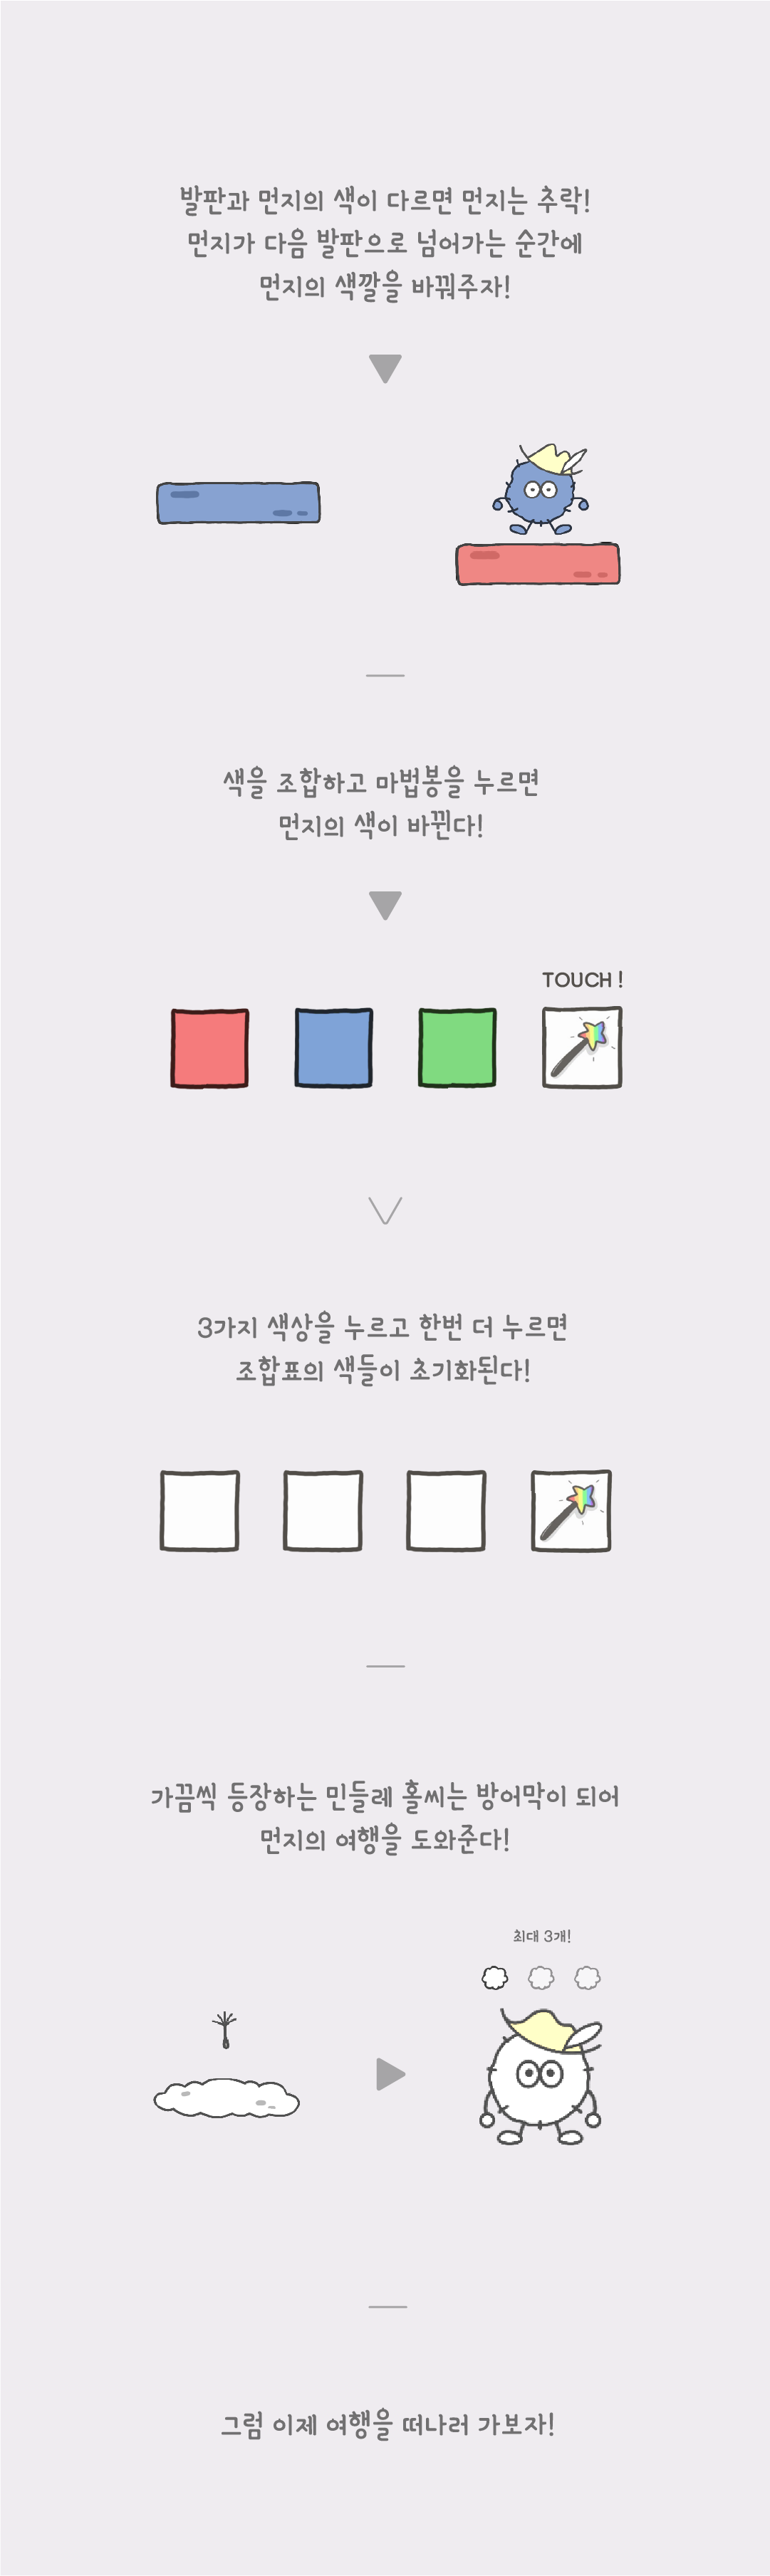 발판과 먼지의 색이 다르면 먼지는 추락!
먼지가 다음 발판으로 넘어가는 순간에
먼지의 색깔을 바꿔주자!
색을 조합하고 마법봉을 누르면
먼지의 색이 바뀐다!
TOUCH !
3가지 색상을 누르고 한번 더 누르면
조합표의 색들이 초기화된다!
가끔씩 등장하는 민들레 홀씨는 방어막이 되어
먼지의 여행을 도와준다!
최대 3개!
그럼 이제 여행을 떠나러 가보자!